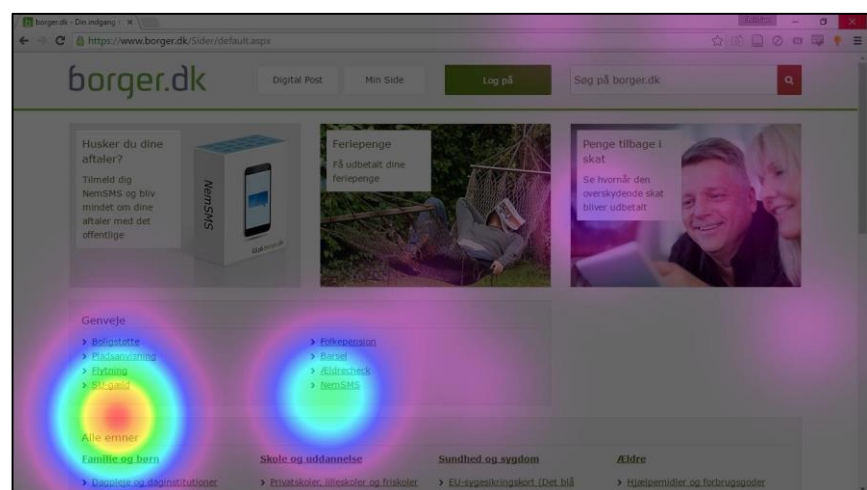 borger.dk - Din indgang t
https://www.borger.dk/Sider/default.aspx
borger.dk
Digital Post
Min Side
Log på
Søg på borger.dk
Husker du dine
aftaler?
Tilmeld dig
NemSMS og bliv
mindet om dine
aftaler med det
offentlige
NemSMS
Feriepenge
Få udbetalt dine
feriepenge
Penge tilbage i
skat
Se hvornår den
overskydende skat
bliver udbetalt
Genveje
Boligstøtte
Pladsanvisning
Flytning
SU-gæld
Folkepension
Barsel
Ældrecheck
NemSMS
Alle emner
Familie og børn
Dagpleje og daginstitutioner
Skole og uddannelse
Privatskoler, lilleskoler og friskoler
Sundhed og sygdom
EU-sygesikringskort (Det blå
Ældre
Hjælpemidler og forbrugsgoder